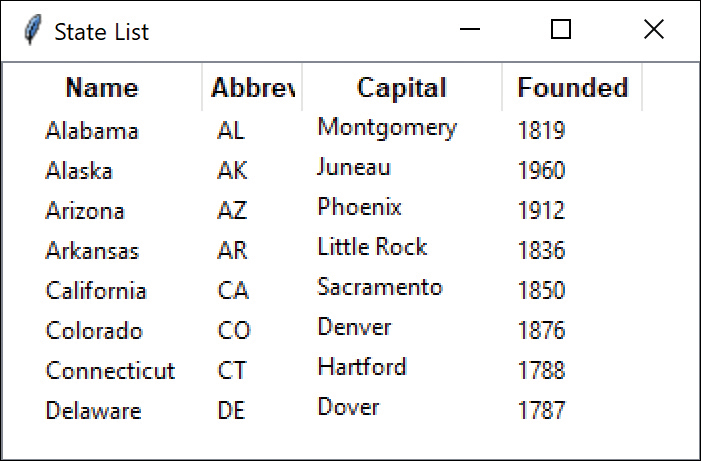 State List
Name Abbrev Capital Founded
Alabama AL Montgomery 1819
Alaska AK Juneau 1960
Arizona AZ Phoenix 1912
Arkansas AR Little Rock 1836
California CA Sacramento 1850
Colorado CO Denver 1876
Connecticut CT Hartford 1788
Delaware DE Dover 1787